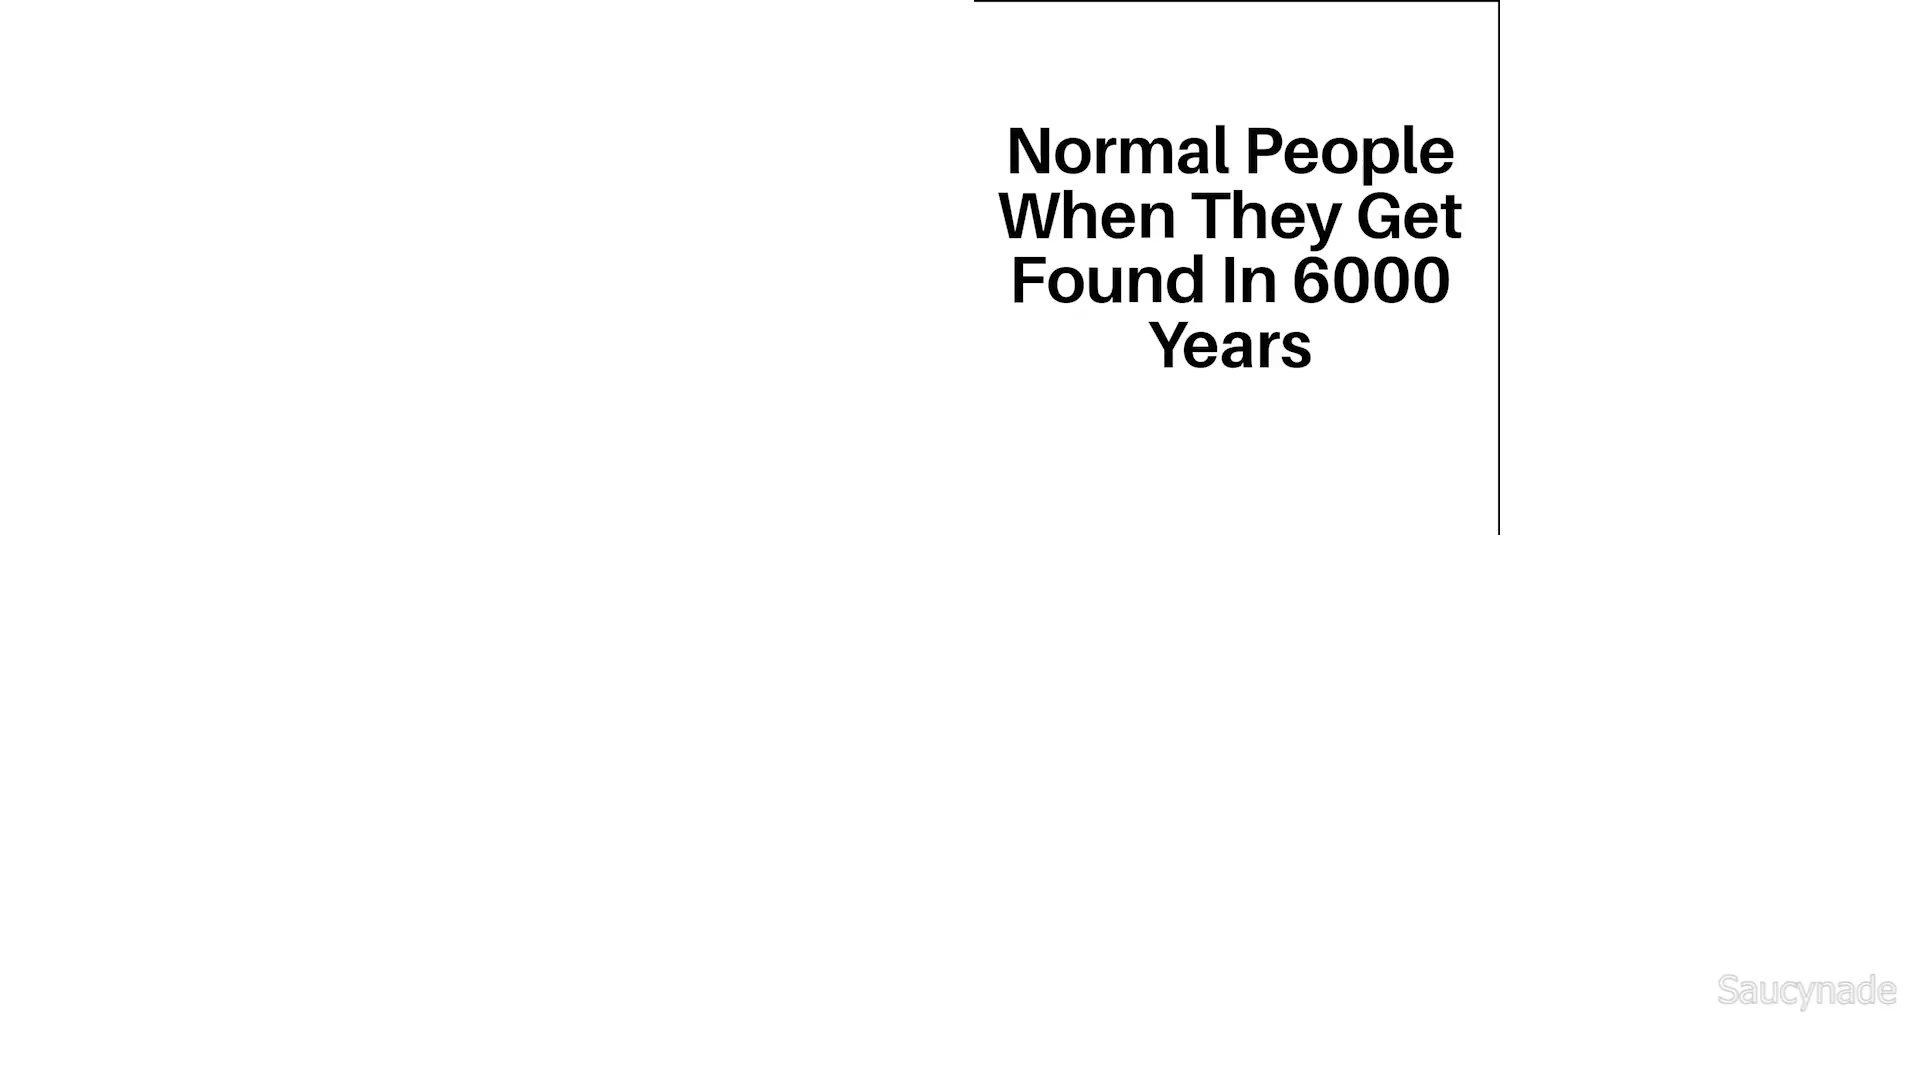 Normal People
When They Get
Found In 6000
Years
Saucynade